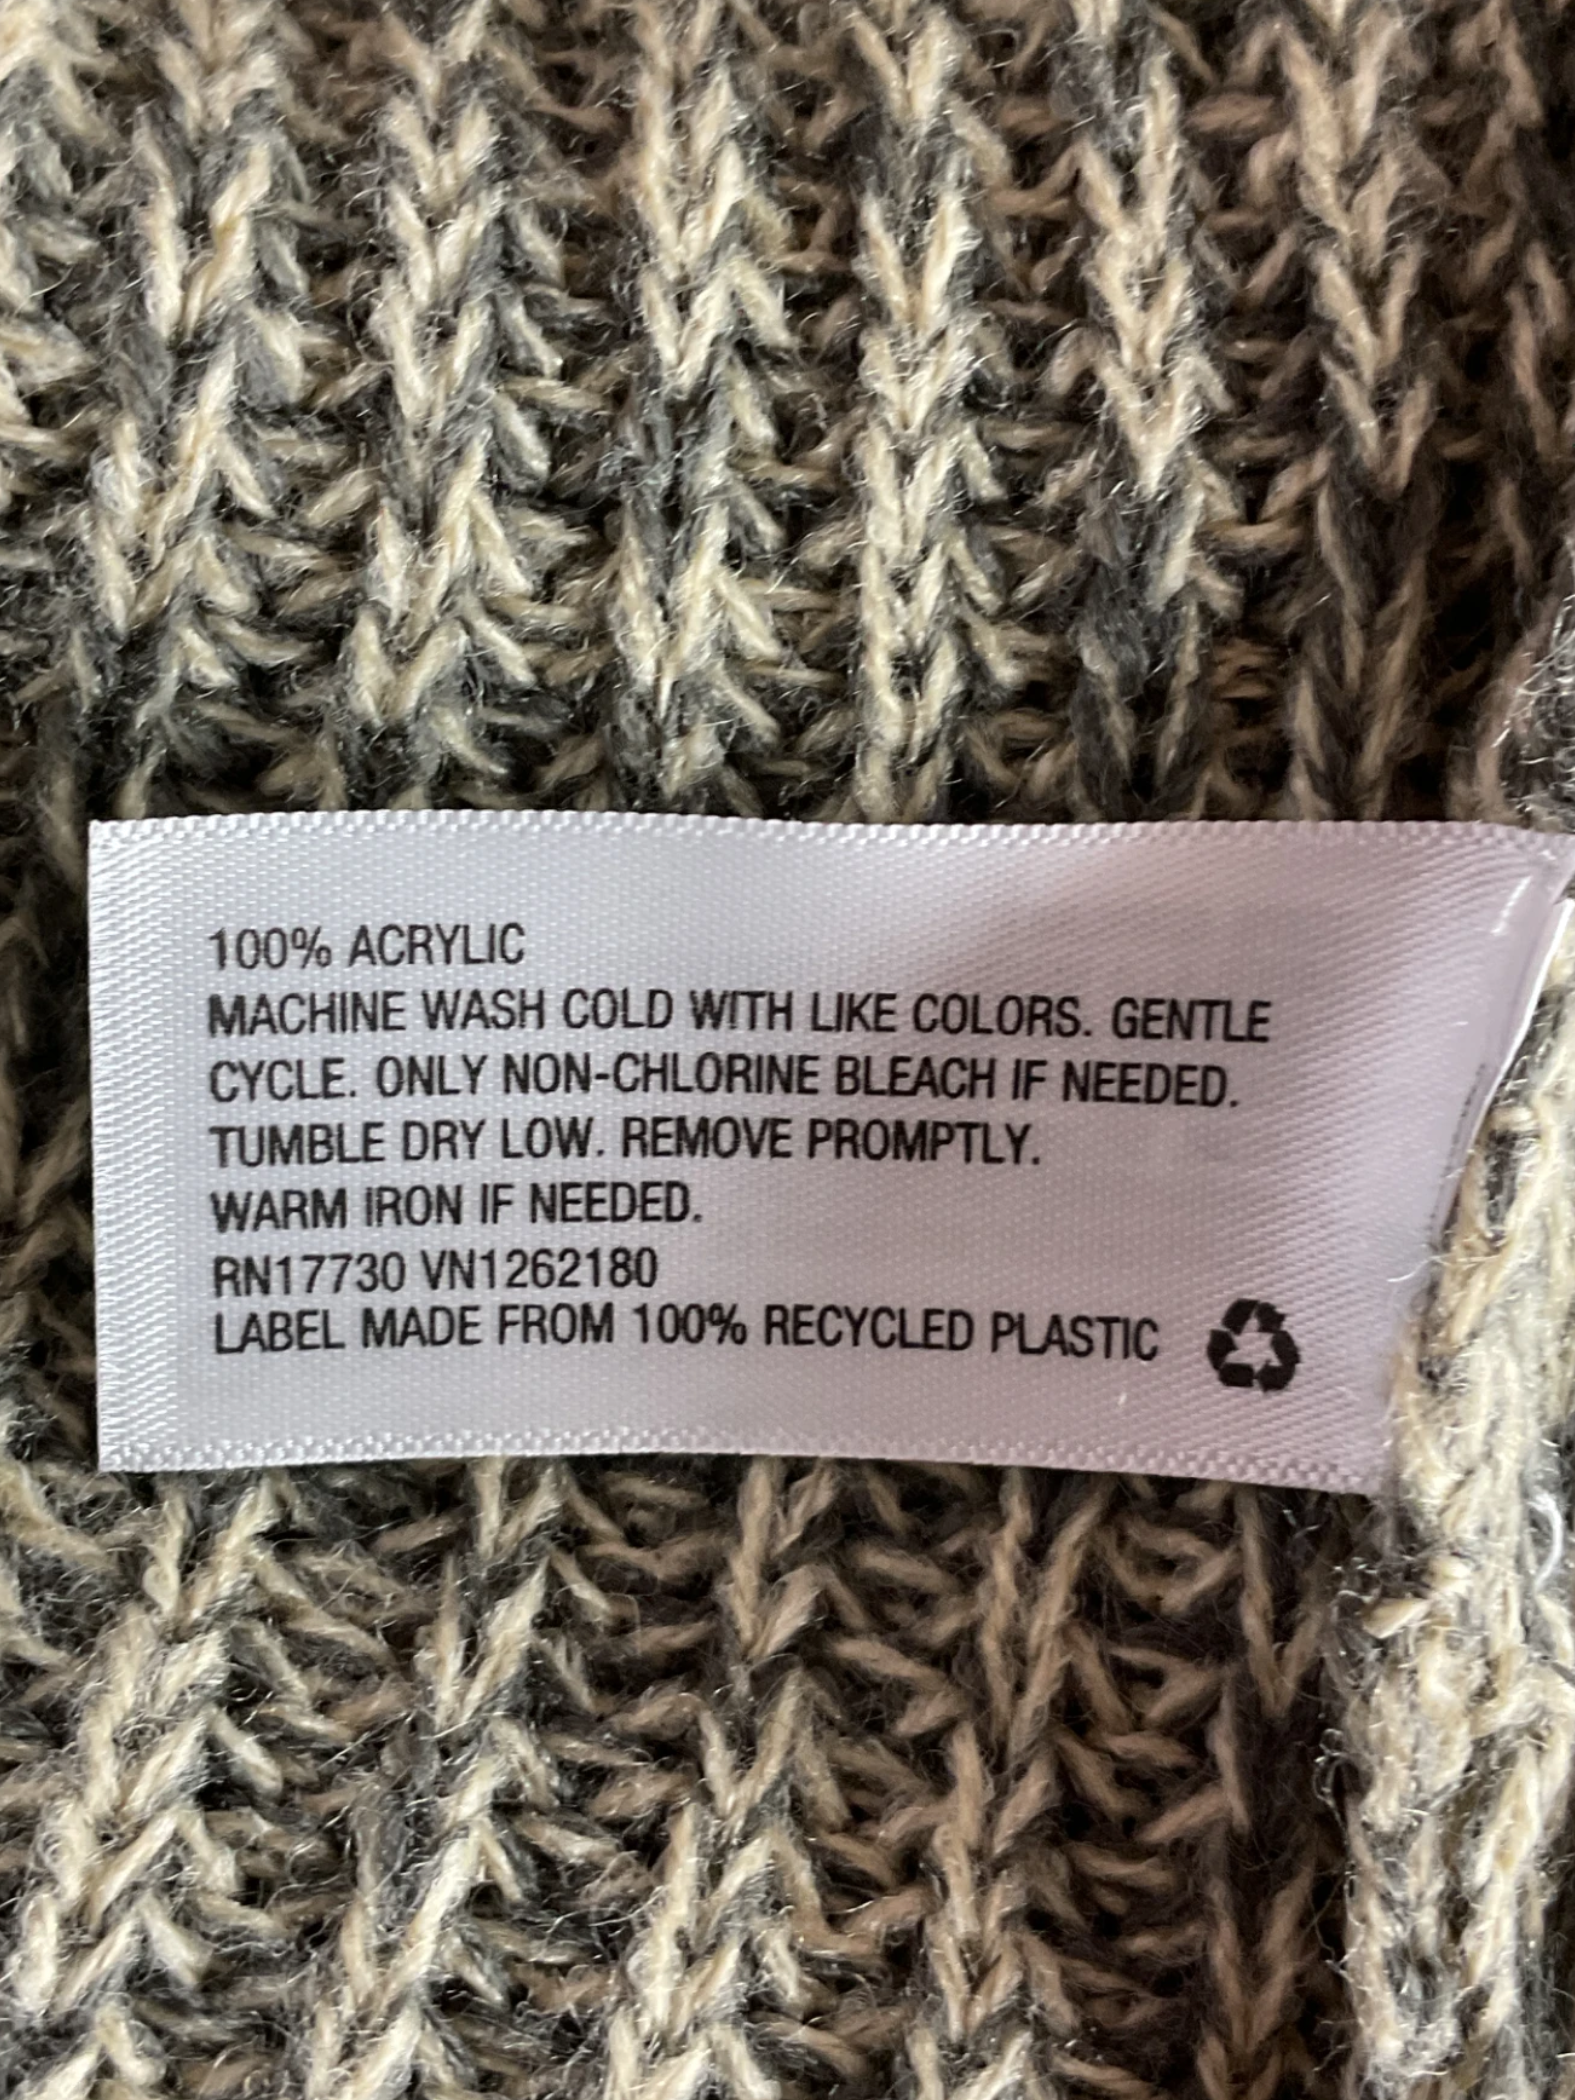 100% ACRYLIC
MACHINE WASH COLD WITH LIKE COLORS. GENTLE
CYCLE. ONLY NON-CHLORINE BLEACH IF NEEDED.
TUMBLE DRY LOW. REMOVE PROMPTLY.
WARM IRON IF NEEDED.
RN17730 VN1262180
LABEL MADE FROM 100% RECYCLED PLASTIC